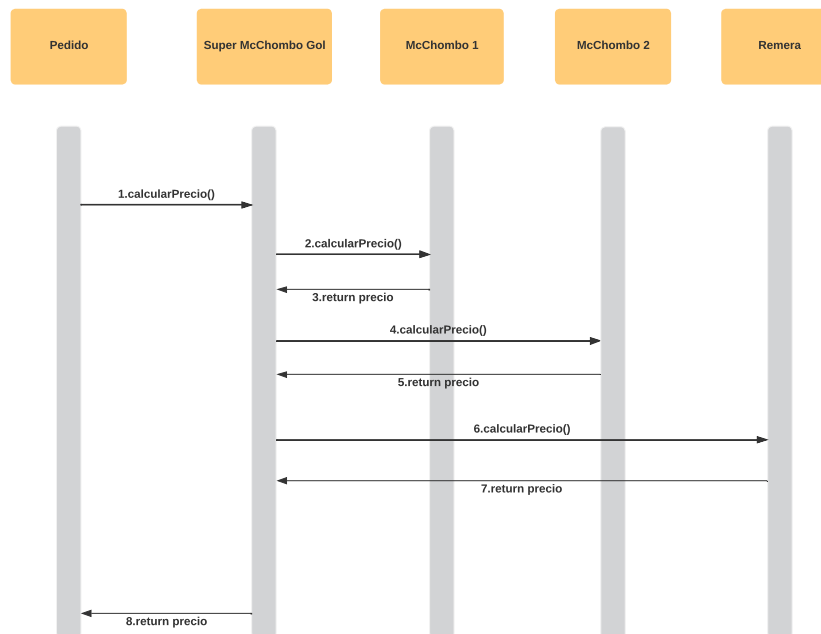 Pedido
Super McChombo Gol
McChombo 1
McChombo 2
Remera
1.calcularPrecio()
2.calcularPrecio()
3.return precio
4.calcularPrecio()
5.return precio
6.calcularPrecio()
7.return precio
8.return precio